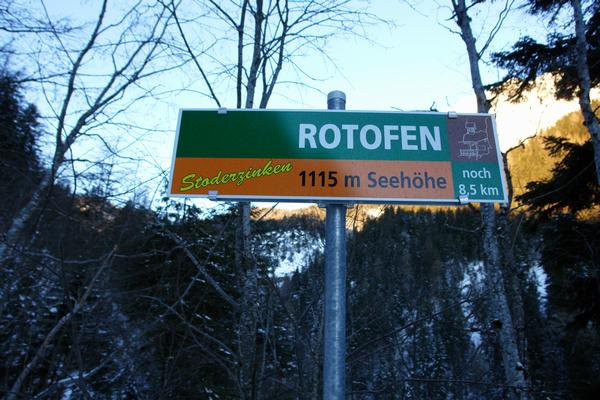 ROTOFEN
Stoderzinken 1115 m Seehöhe
noch
8,5 km